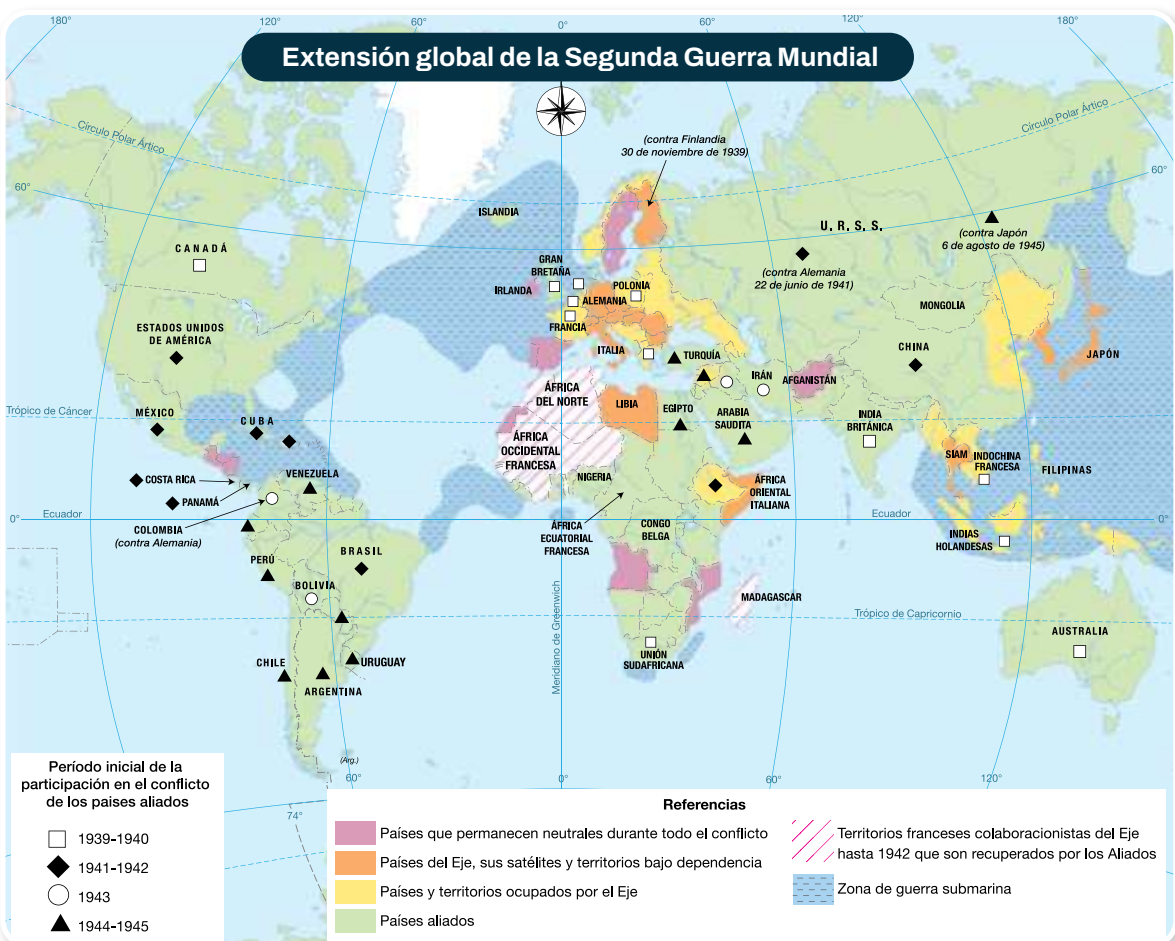 180°
120°
0°
120°
180°
Extensión global de la Segunda Guerra Mundial
Círculo Polar Ártico
Círculo Polar Ártico
(contra Finlandia
30 de noviembre de 1939)
60°
60°
ISLANDIA
CANADÁ
U. R. S. S.
(contra Japón
6 de agosto de 1945)
(contra Alemania
22 de junio de 1941)
GRAN
BRETAÑA
IRLANDA
POLONIA
ALEMANIA
FRANCIA
MONGOLIA
ESTADOS UNIDOS
DE AMÉRICA
ITALIA
TURQUÍA
CHINA
JAPÓN
IRÁN
AFGANISTÁN
ÁFRICA
DEL NORTE
LIBIA
EGIPTO
ARABIA
SAUDITA
Trópico de Cáncer
MÉXICO
CUBA
INDIA
BRITÁNICA
ÁFRICA
OCCIDENTAL
FRANCESA
SIAM
INDOCHINA
FRANCESA
FILIPINAS
COSTA RICA
VENEZUELA
NIGERIA
PANAMÁ
ÁFRICA
ORIENTAL
ITALIANA
0°
Ecuador
Ecuador
0°
COLOMBIA
(contra Alemania)
ÁFRICA
ECUATORIAL
FRANCESA
CONGO
BELGA
INDIAS
HOLANDESAS
PERÚ
BRASIL
BOLIVIA
MADAGASCAR
Trópico de Capricornio
Meridiano de Greenwich
AUSTRALIA
UNIÓN
SUDAFRICANA
CHILE
URUGUAY
ARGENTINA
(Arg.)
60°
0°
60°
120°
74°
Período inicial de la
participación en el conflicto
de los paises aliados
1939-1940
1941-1942
1943
1944-1945
Referencias
Países que permanecen neutrales durante todo el conflicto
Países del Eje, sus satélites y territorios bajo dependencia
Países y territorios ocupados por el Eje
Países aliados
Territorios franceses colaboracionistas del Eje
hasta 1942 que son recuperados por los Aliados
Zona de guerra submarina